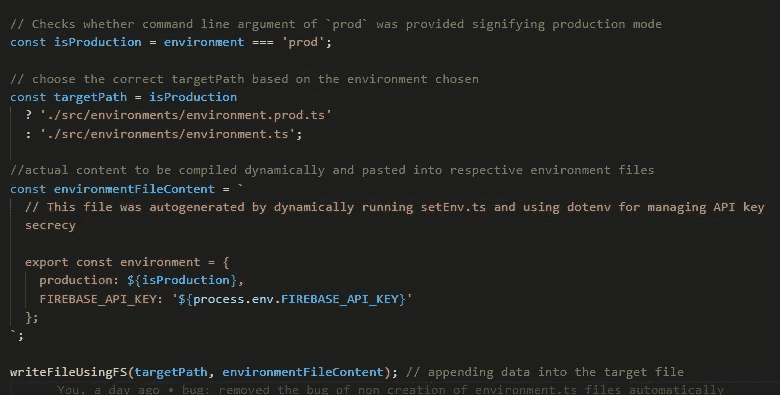 // Checks whether command line argument of `prod` was provided signifying production mode
const isProduction = environment === 'prod';
// choose the correct targetPath based on the environment chosen
const targetPath = isProduction
? './src/environments/environment.prod.ts'
: './src/environments/environment.ts';
//actual content to be compiled dynamically and pasted into respective environment files
const environmentFileContent = `
// This file was autogenerated by dynamically running setEnv.ts and using dotenv for managing API key
secrecy
export const environment = {
production: ${isProduction},
FIREBASE_API_KEY: '${process.env.FIREBASE_API_KEY}'
};
`;
writeFileUsingFS(targetPath, environmentFileContent); // appending data into the target file
You, a day ago • bug: removed the bug of non creation of environment.ts files automatically